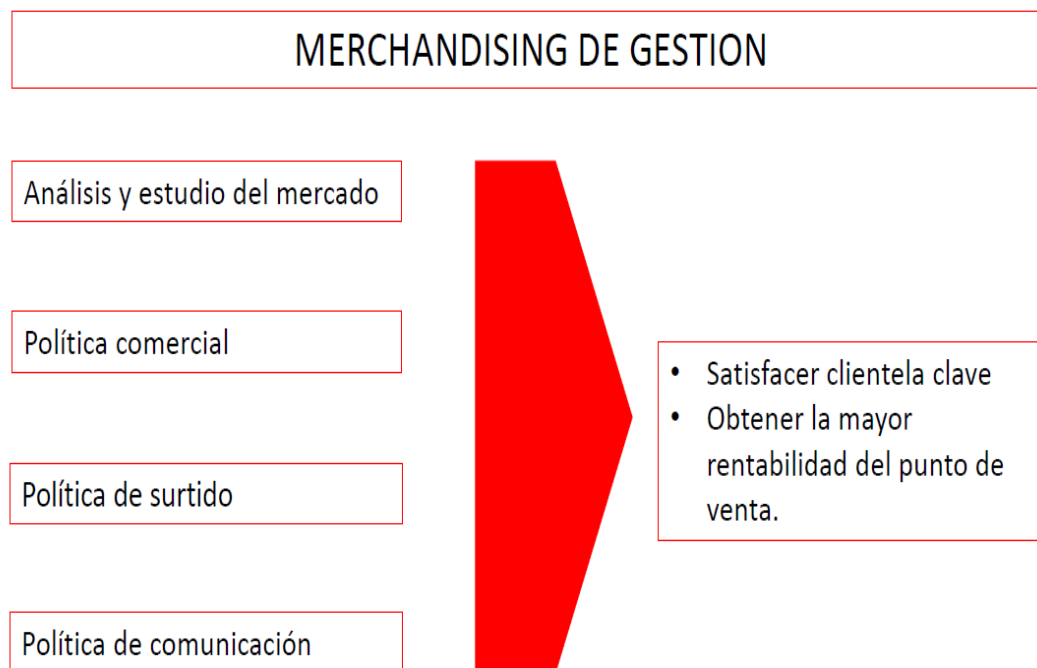 MERCHANDISING DE GESTION
Análisis y estudio del mercado
Política comercial
Política de surtido
Política de comunicación
• Satisfacer clientela clave
• Obtener la mayor
rentabilidad del punto de
venta.